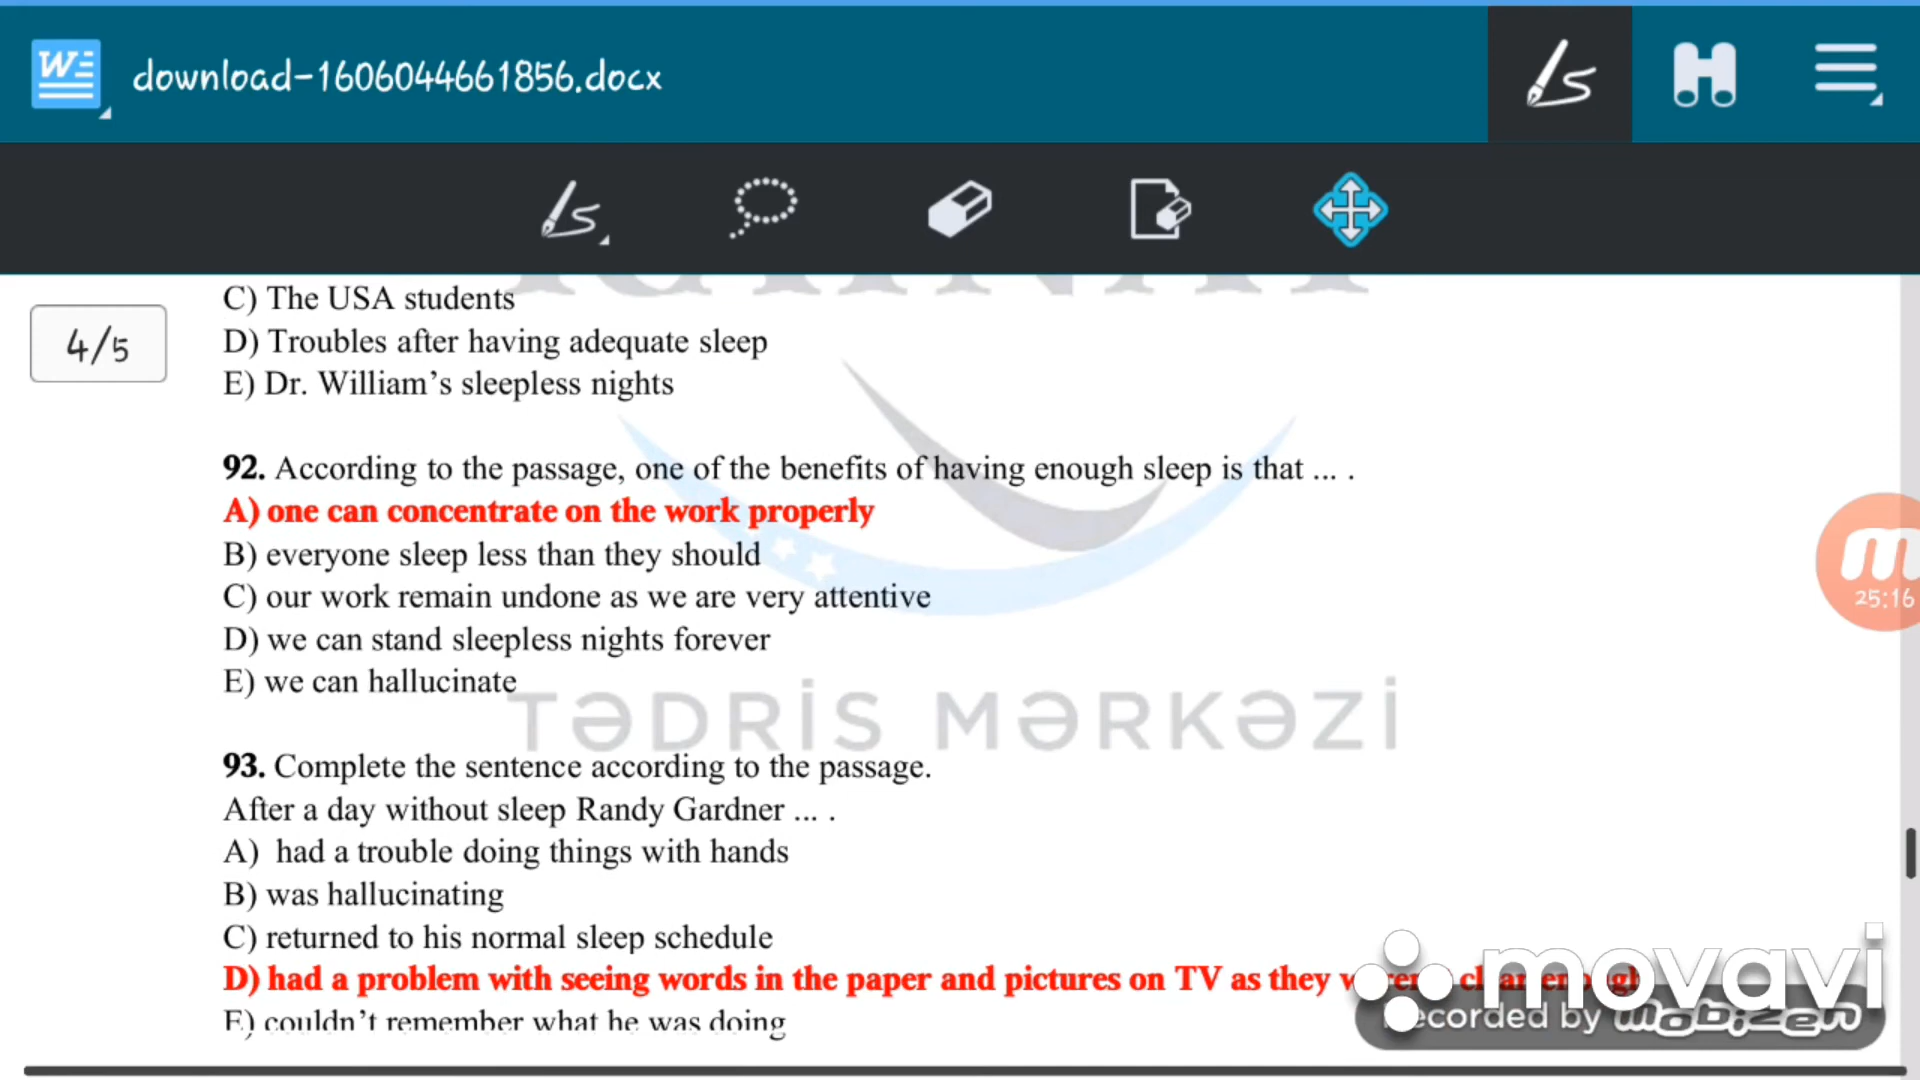 download-1606044661856.docx
4/5
C) The USA students
D) Troubles after having adequate sleep
E) Dr. William's sleepless nights
92. According to the passage, one of the benefits of having enough sleep is that ... .
A) one can concentrate on the work properly
B) everyone sleep less than they should
C) our work remain undone as we are very attentive
D) we can stand sleepless nights forever
E) we can hallucinate
TƏDRİS MƏRKƏZİ
25:16
93. Complete the sentence according to the passage.
After a day without sleep Randy Gardner ... .
A) had a trouble doing things with hands
B) was hallucinating
C) returned to his normal sleep schedule
D) had a problem with seeing words in the paper and pictures on TV as they
E) couldn't remember what he was doing
movavi
recorded by mobizen